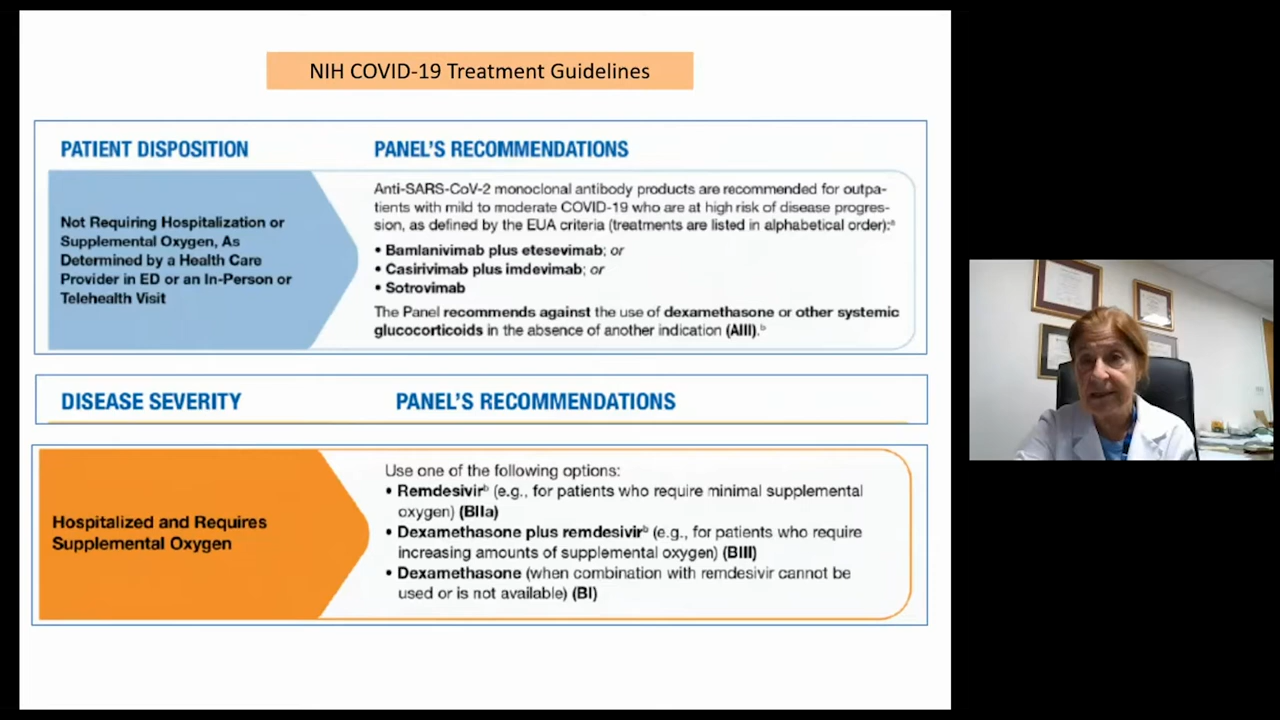 NIH COVID-19 Treatment Guidelines
PATIENT DISPOSITION
PANEL'S RECOMMENDATIONS
Not Requiring Hospitalization or
Supplemental Oxygen, As
Determined by a Health Care
Provider in ED or an In-Person or
Telehealth Visit
Anti-SARS-CoV-2 monoclonal antibody products are recommended for outpa-
tients with mild to moderate COVID-19 who are at high risk of disease progres-
sion, as defined by the EUA criteria (treatments are listed in alphabetical order):ª
• Bamlanivimab plus etesevimab; or
• Casirivimab plus imdevimab; or
• Sotrovimab
The Panel recommends against the use of dexamethasone or other systemic
glucocorticoids in the absence of another indication (AIII).ᵇ
DISEASE SEVERITY
PANEL'S RECOMMENDATIONS
Hospitalized and Requires
Supplemental Oxygen
Use one of the following options:
• Remdesivirᵇ (e.g., for patients who require minimal supplemental
oxygen) (BIIa)
• Dexamethasone plus remdesivirᵇ (e.g., for patients who require
increasing amounts of supplemental oxygen) (BIII)
• Dexamethasone (when combination with remdesivir cannot be
used or is not available) (BI)